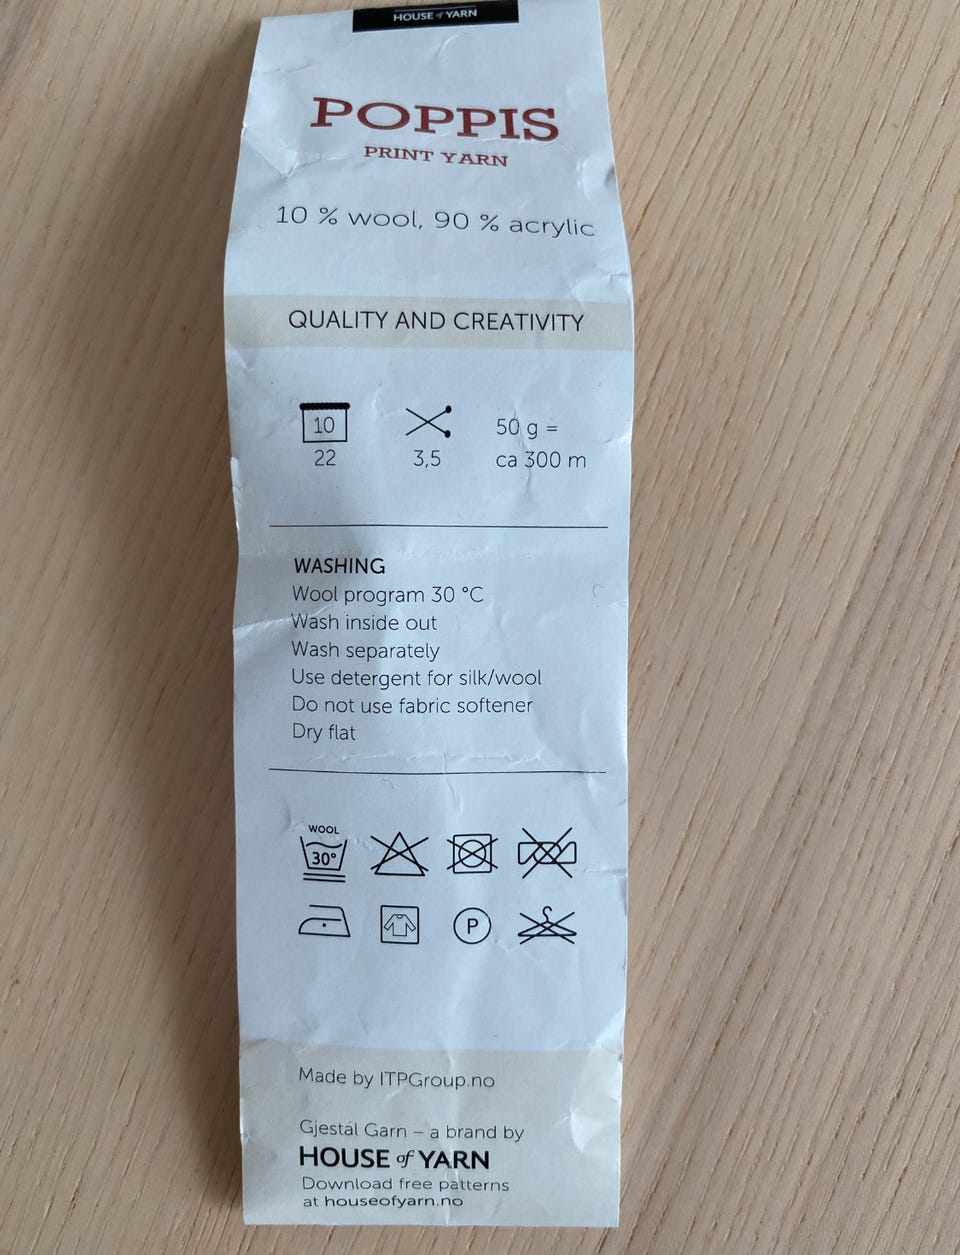 HOUSE of YARN
POPPIS
PRINT YARN
10 % wool, 90 % acrylic
QUALITY AND CREATIVITY
10
22
3,5
50 g =
ca 300 m
WASHING
Wool program 30 °C
Wash inside out
Wash separately
Use detergent for silk/wool
Do not use fabric softener
Dry flat
WOOL
30°
P
Made by ITPGroup.no
Gjestal Garn – a brand by
HOUSE of YARN
Download free patterns
at houseofyarn.no